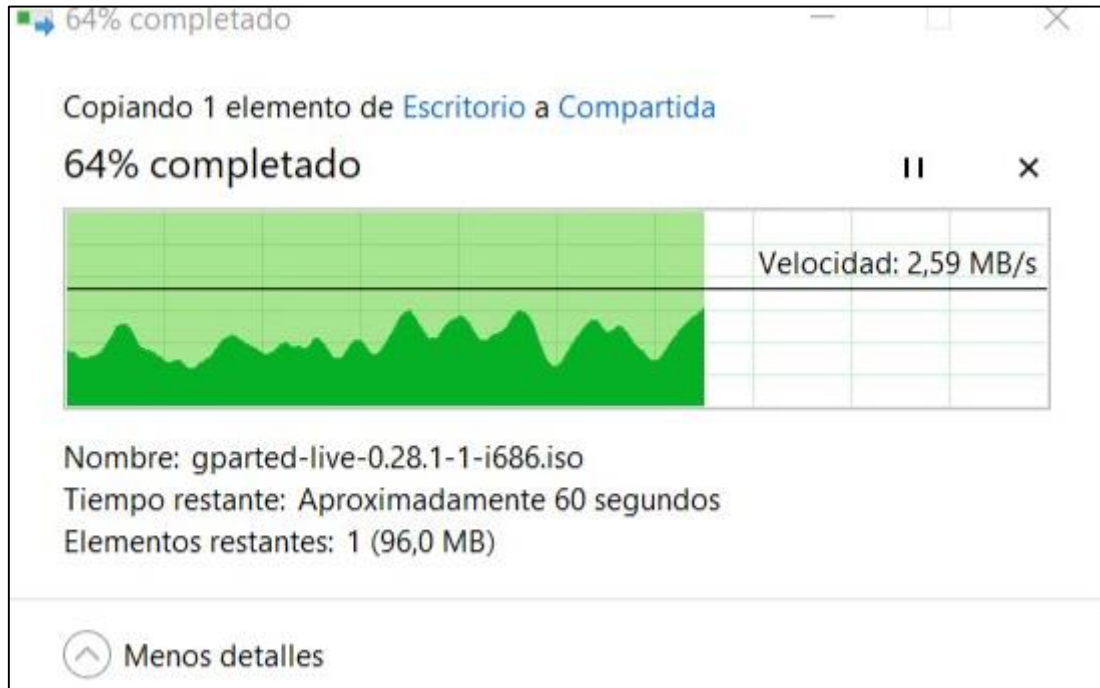 64% completado
Copiando 1 elemento de Escritorio a Compartida
64% completado
Velocidad: 2,59 MB/s
Nombre: gparted-live-0.28.1-1-i686.iso
Tiempo restante: Aproximadamente 60 segundos
Elementos restantes: 1 (96,0 MB)
Menos detalles